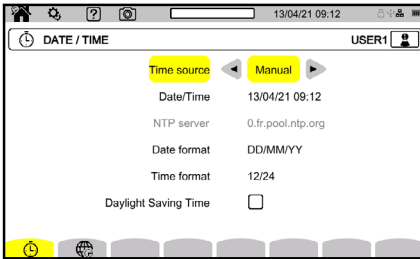 13/04/21 09:12
DATE / TIME
USER1
Time source Manual
Date/Time 13/04/21 09:12
NTP server 0.fr.pool.ntp.org
Date format DD/MM/YY
Time format 12/24
Daylight Saving Time